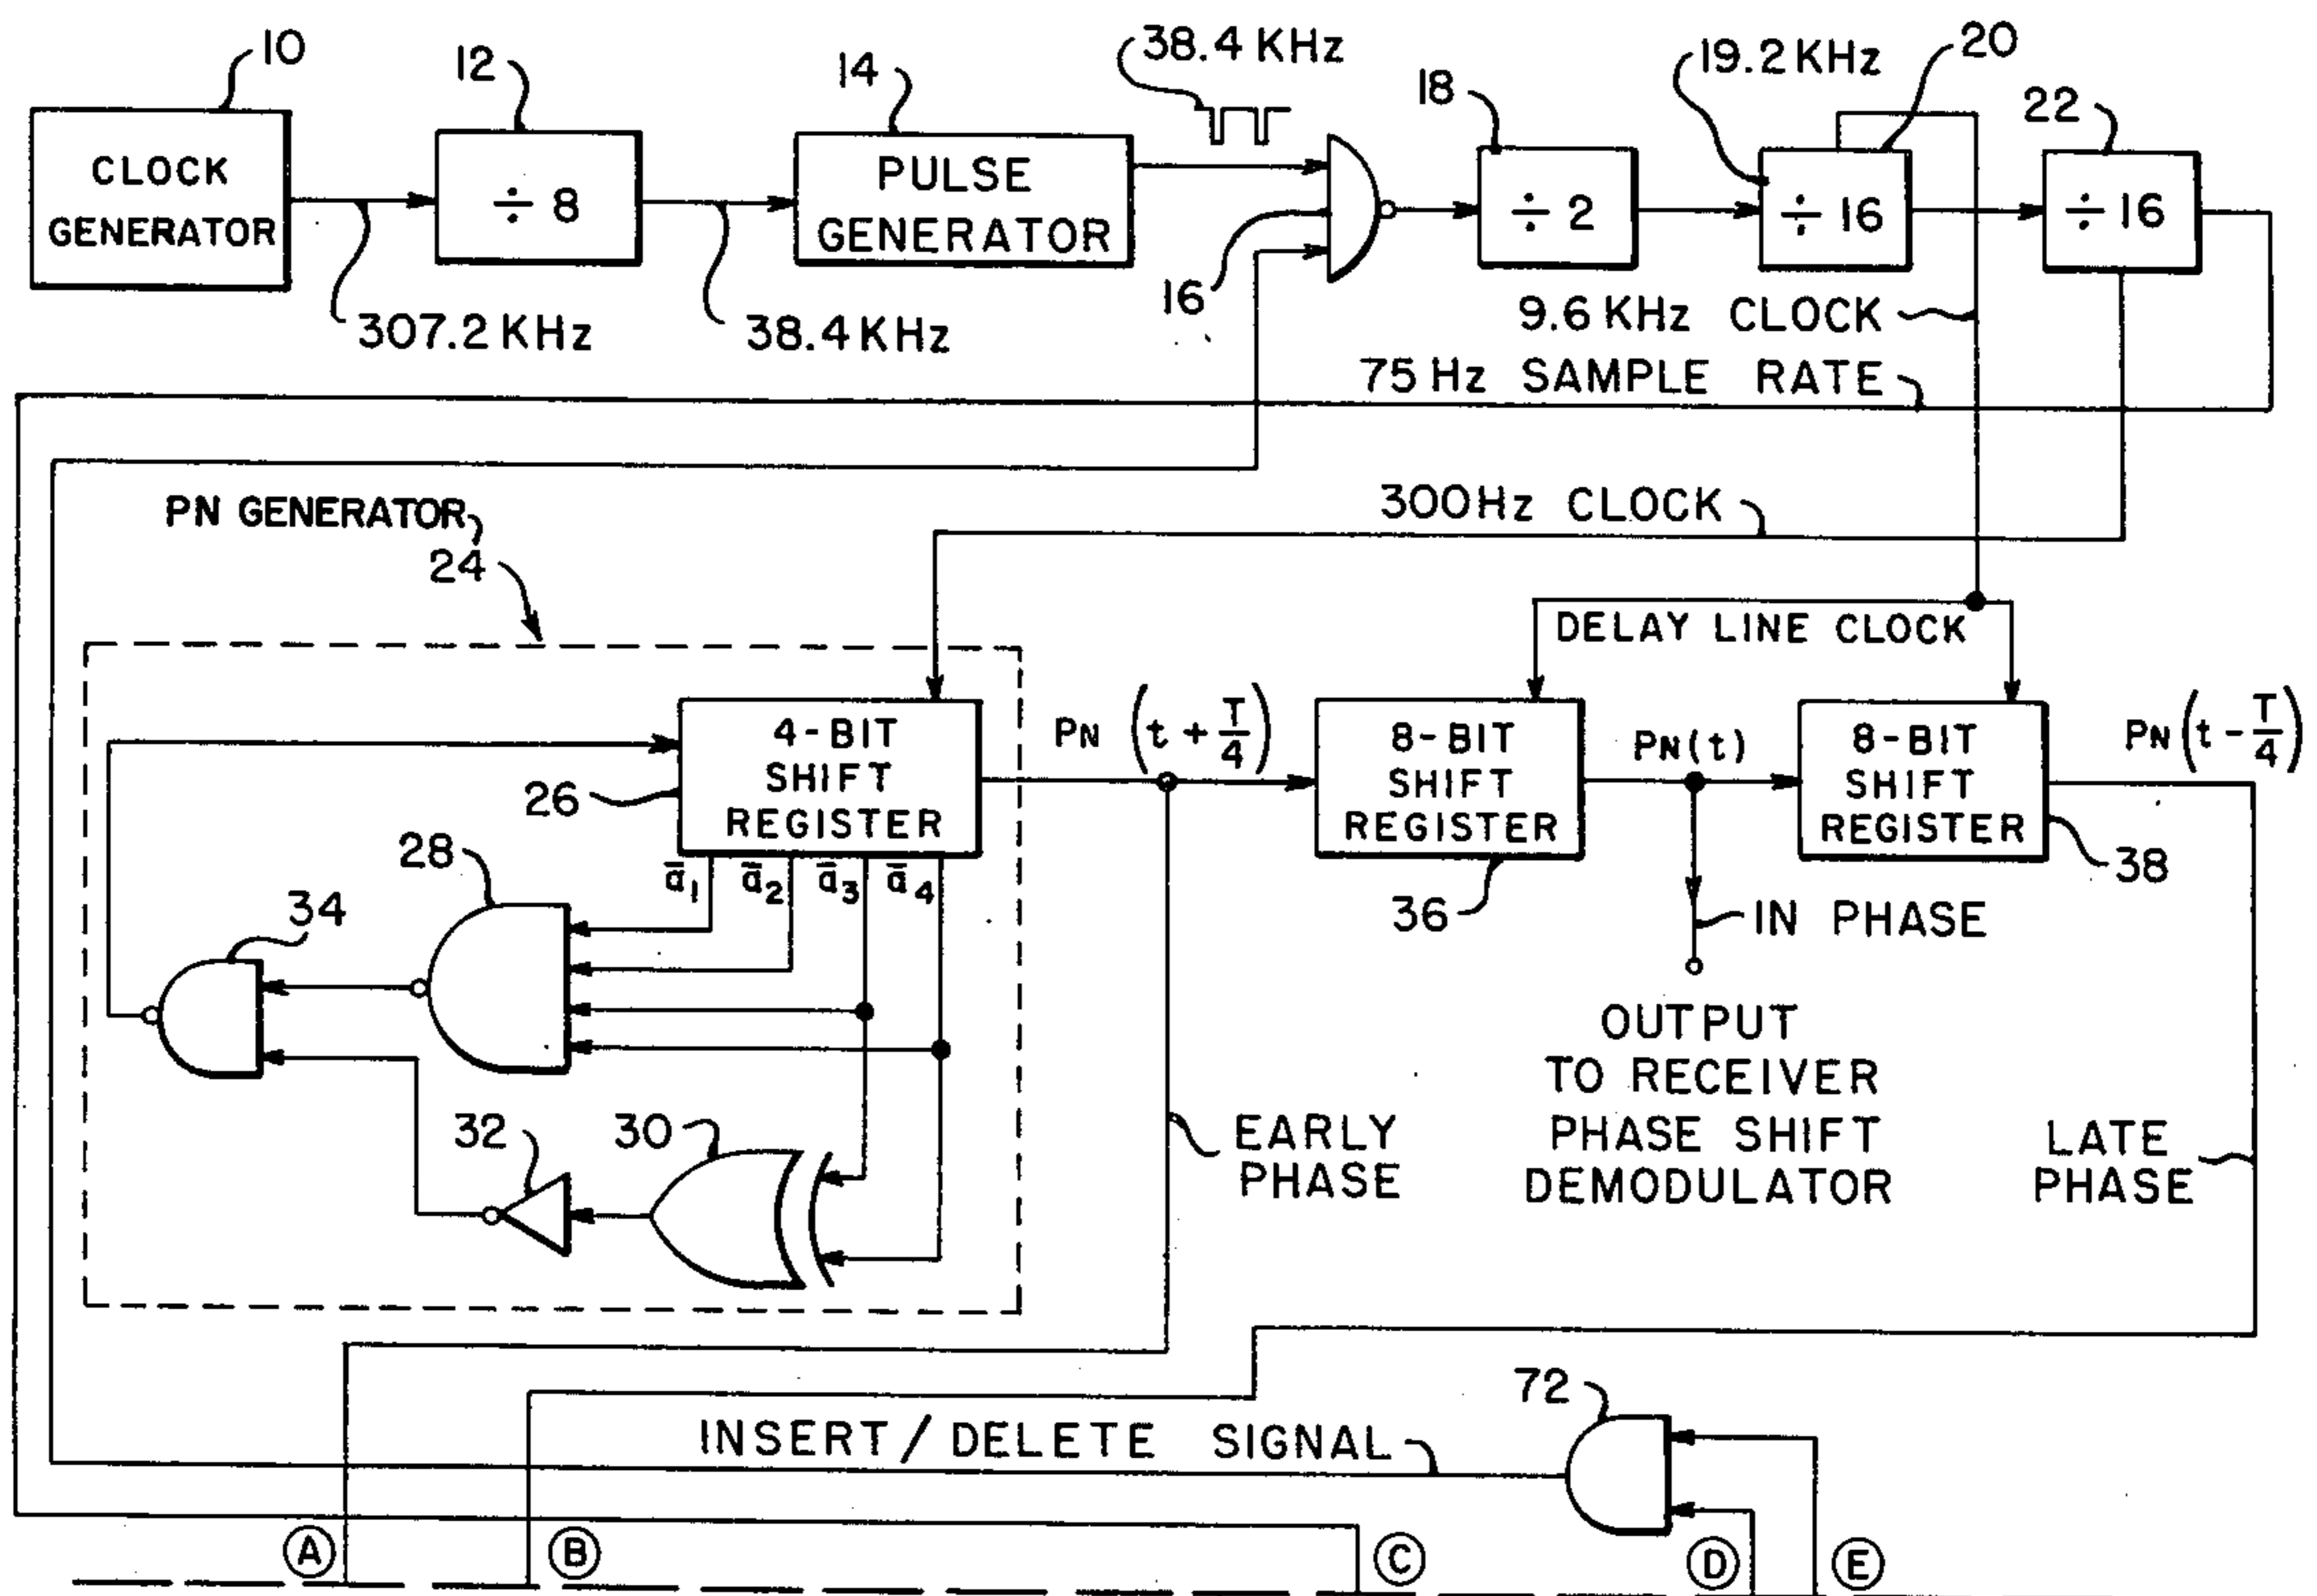 10
12
14
38.4 KHz
18
19.2 KHz
20
22
CLOCK
GENERATOR
÷ 8
PULSE
GENERATOR
÷ 2
÷ 16
÷ 16
16
307.2 KHz
38.4 KHz
9.6 KHz CLOCK
75 Hz SAMPLE RATE
300Hz CLOCK
PN GENERATOR
24
DELAY LINE CLOCK
4-BIT
SHIFT
REGISTER
26
PN (t + T/4)
8-BIT
SHIFT
REGISTER
36
PN(t)
8-BIT
SHIFT
REGISTER
38
PN(t - T/4)
ā1 ā2 ā3 ā4
28
34
IN PHASE
OUTPUT
TO RECEIVER
PHASE SHIFT
DEMODULATOR
32
30
EARLY
PHASE
LATE
PHASE
72
INSERT/DELETE SIGNAL
A
B
C
D
E